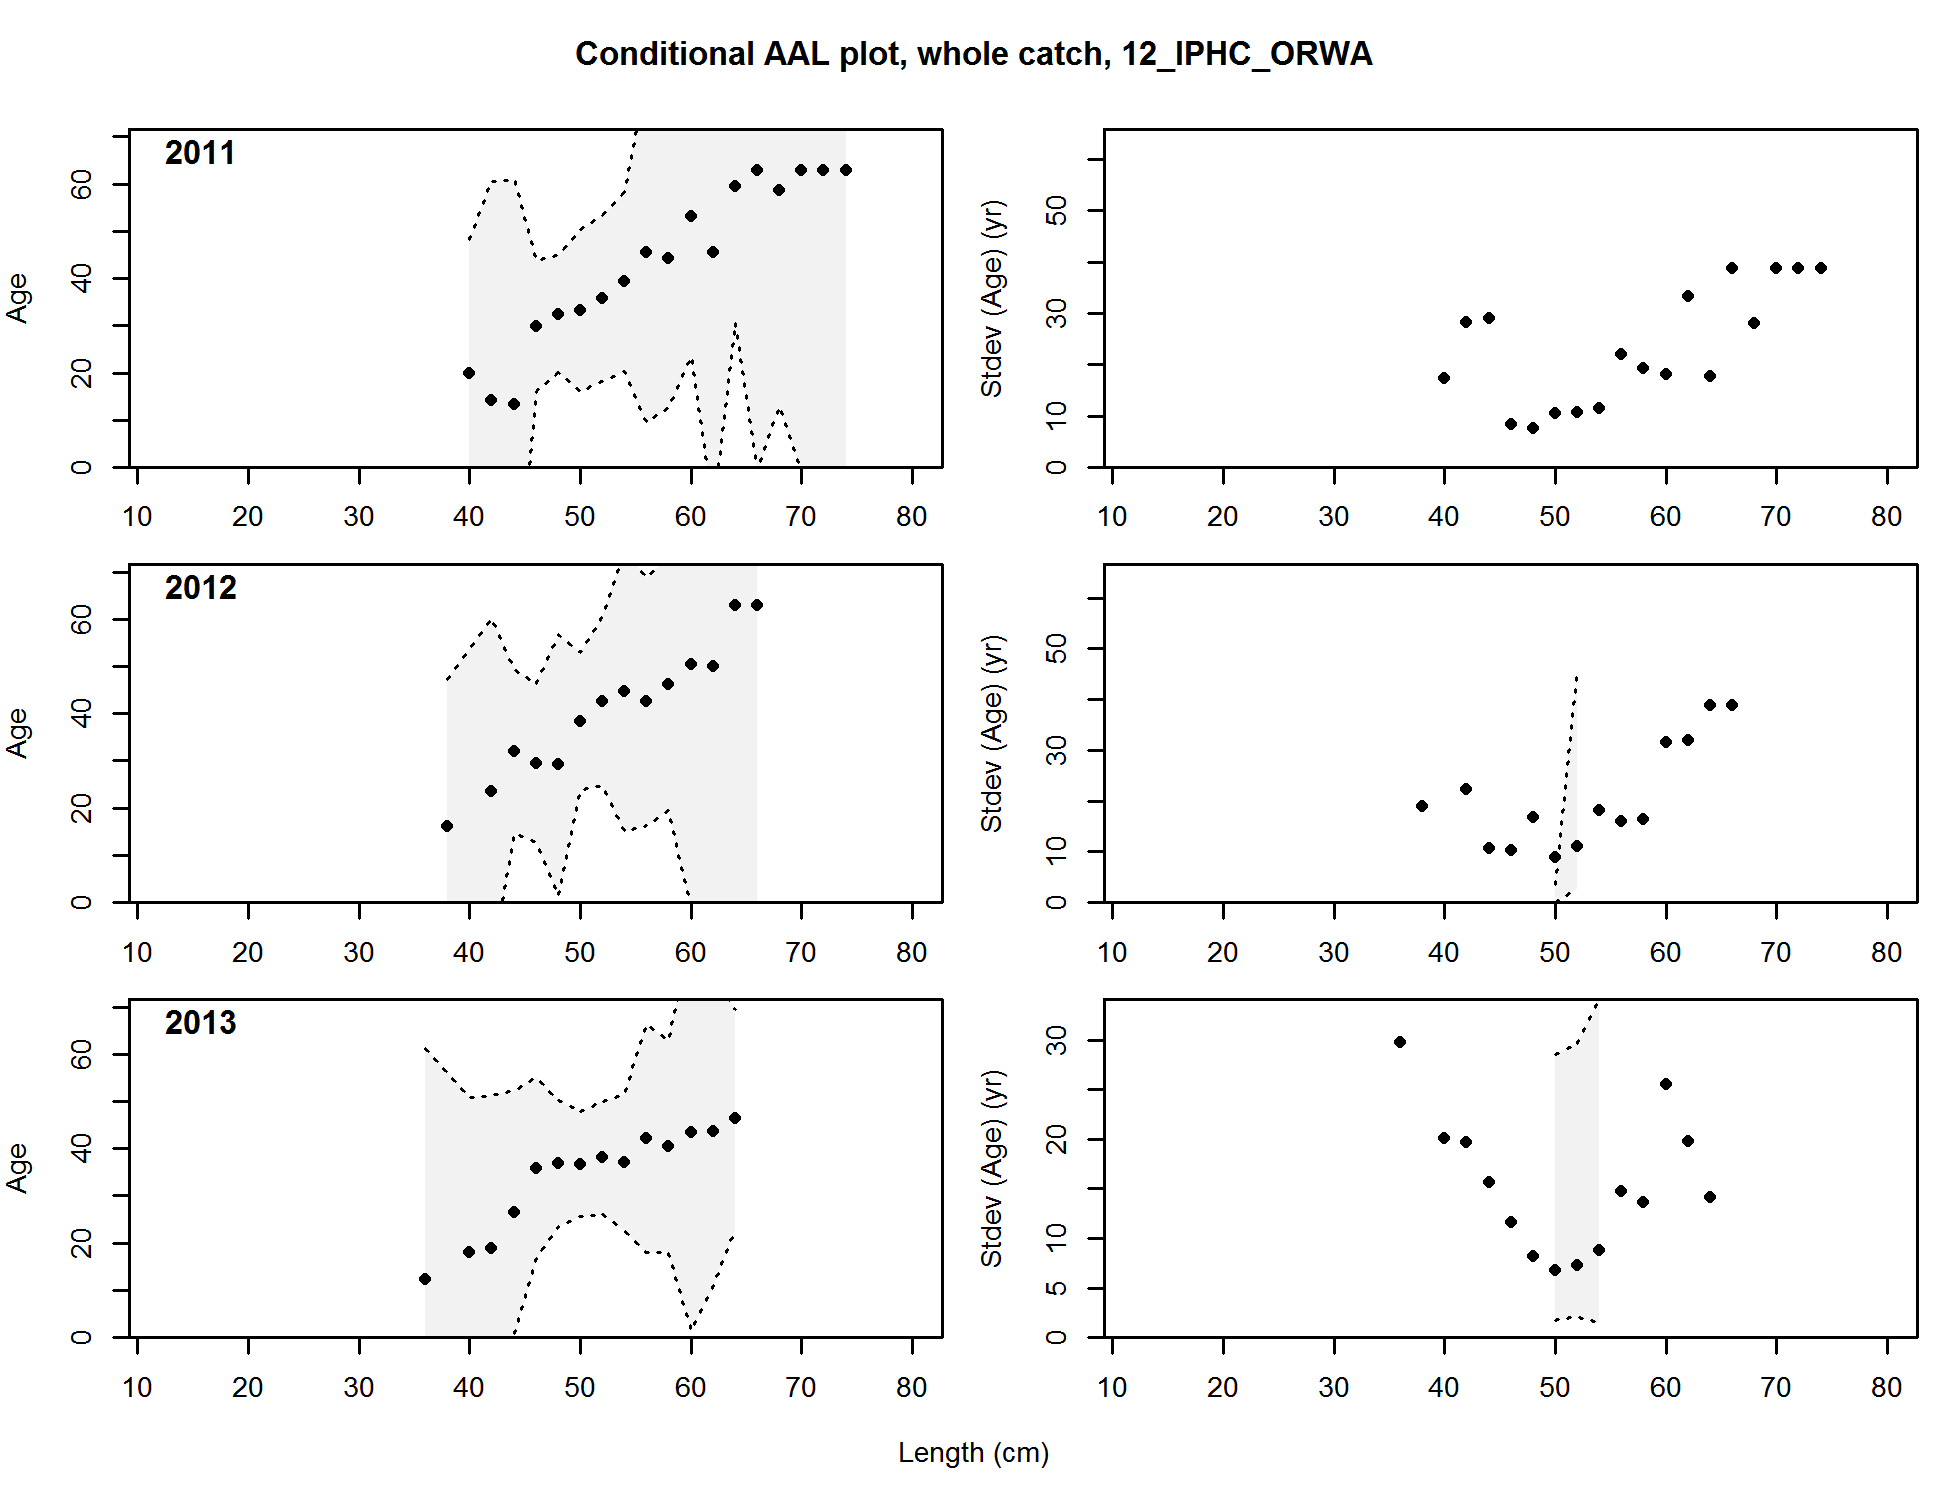 Conditional AAL plot, whole catch, 12_IPHC_ORWA
2011
Age
0 20 40 60
10 20 30 40 50 60 70 80
Stdev (Age) (yr)
0 10 30 50
10 20 30 40 50 60 70 80
2012
Age
0 20 40 60
10 20 30 40 50 60 70 80
Stdev (Age) (yr)
0 10 30 50
10 20 30 40 50 60 70 80
2013
Age
0 20 40 60
10 20 30 40 50 60 70 80
Stdev (Age) (yr)
0 5 10 20 30
10 20 30 40 50 60 70 80
Length (cm)